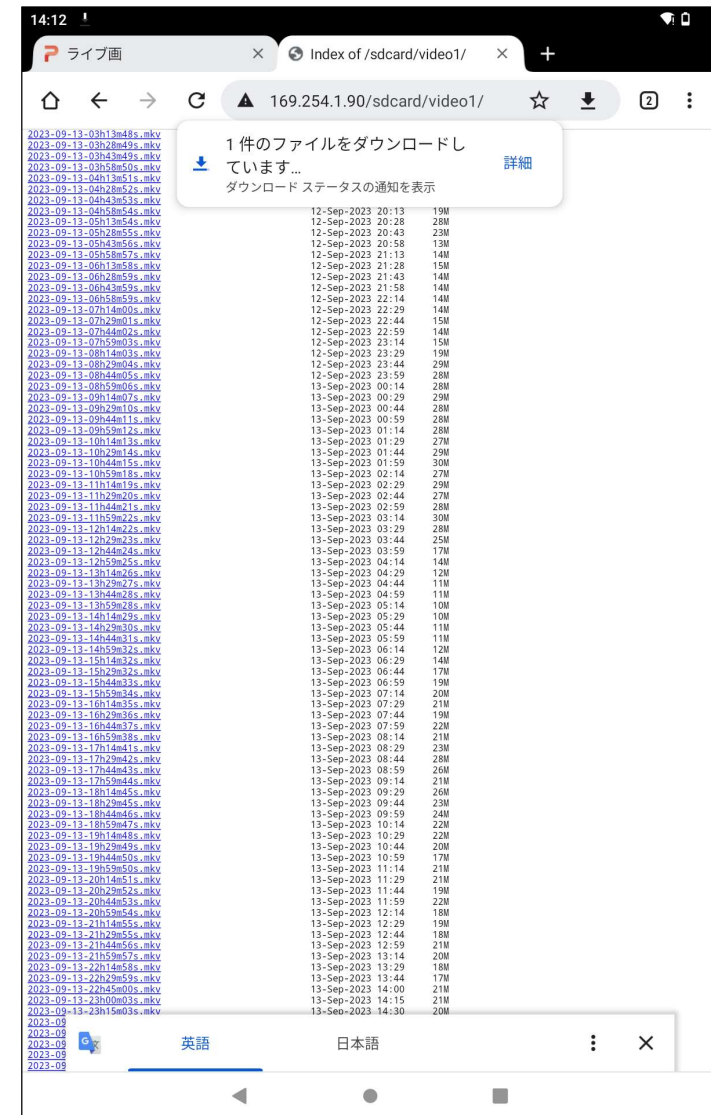 14:12
ライブ画
Index of /sdcard/video1/
169.254.1.90/sdcard/video1/
2
1 件のファイルをダウンロードし
ています...
ダウンロード ステータスの通知を表示
詳細
2023-09-13-03h13m48s.mkv
2023-09-13-03h28m49s.mkv
2023-09-13-03h43m49s.mkv
2023-09-13-03h58m50s.mkv
2023-09-13-04h13m51s.mkv
2023-09-13-04h28m52s.mkv
2023-09-13-04h43m53s.mkv
2023-09-13-04h58m54s.mkv 12-Sep-2023 20:13 19M
2023-09-13-05h13m54s.mkv 12-Sep-2023 20:28 28M
2023-09-13-05h28m55s.mkv 12-Sep-2023 20:43 23M
2023-09-13-05h43m56s.mkv 12-Sep-2023 20:58 13M
2023-09-13-05h58m57s.mkv 12-Sep-2023 21:13 14M
2023-09-13-06h13m58s.mkv 12-Sep-2023 21:28 15M
2023-09-13-06h28m59s.mkv 12-Sep-2023 21:43 14M
2023-09-13-06h43m59s.mkv 12-Sep-2023 21:58 14M
2023-09-13-06h58m59s.mkv 12-Sep-2023 22:14 14M
2023-09-13-07h14m00s.mkv 12-Sep-2023 22:29 14M
2023-09-13-07h29m01s.mkv 12-Sep-2023 22:44 15M
2023-09-13-07h44m02s.mkv 12-Sep-2023 22:59 14M
2023-09-13-07h59m03s.mkv 12-Sep-2023 23:14 15M
2023-09-13-08h14m03s.mkv 12-Sep-2023 23:29 19M
2023-09-13-08h29m04s.mkv 12-Sep-2023 23:44 29M
2023-09-13-08h44m05s.mkv 12-Sep-2023 23:59 28M
2023-09-13-08h59m06s.mkv 13-Sep-2023 00:14 28M
2023-09-13-09h14m07s.mkv 13-Sep-2023 00:29 29M
2023-09-13-09h29m10s.mkv 13-Sep-2023 00:44 28M
2023-09-13-09h44m11s.mkv 13-Sep-2023 00:59 28M
2023-09-13-09h59m12s.mkv 13-Sep-2023 01:14 28M
2023-09-13-10h14m13s.mkv 13-Sep-2023 01:29 27M
2023-09-13-10h29m14s.mkv 13-Sep-2023 01:44 29M
2023-09-13-10h44m15s.mkv 13-Sep-2023 01:59 30M
2023-09-13-10h59m18s.mkv 13-Sep-2023 02:14 27M
2023-09-13-11h14m19s.mkv 13-Sep-2023 02:29 29M
2023-09-13-11h29m20s.mkv 13-Sep-2023 02:44 27M
2023-09-13-11h44m21s.mkv 13-Sep-2023 02:59 28M
2023-09-13-11h59m22s.mkv 13-Sep-2023 03:14 30M
2023-09-13-12h14m22s.mkv 13-Sep-2023 03:29 28M
2023-09-13-12h29m23s.mkv 13-Sep-2023 03:44 25M
2023-09-13-12h44m24s.mkv 13-Sep-2023 03:59 17M
2023-09-13-12h59m25s.mkv 13-Sep-2023 04:14 14M
2023-09-13-13h14m26s.mkv 13-Sep-2023 04:29 12M
2023-09-13-13h29m27s.mkv 13-Sep-2023 04:44 11M
2023-09-13-13h44m28s.mkv 13-Sep-2023 04:59 11M
2023-09-13-13h59m28s.mkv 13-Sep-2023 05:14 10M
2023-09-13-14h14m29s.mkv 13-Sep-2023 05:29 10M
2023-09-13-14h29m30s.mkv 13-Sep-2023 05:44 11M
2023-09-13-14h44m31s.mkv 13-Sep-2023 05:59 11M
2023-09-13-14h59m32s.mkv 13-Sep-2023 06:14 12M
2023-09-13-15h14m32s.mkv 13-Sep-2023 06:29 14M
2023-09-13-15h29m32s.mkv 13-Sep-2023 06:44 17M
2023-09-13-15h44m33s.mkv 13-Sep-2023 06:59 19M
2023-09-13-15h59m34s.mkv 13-Sep-2023 07:14 20M
2023-09-13-16h14m35s.mkv 13-Sep-2023 07:29 21M
2023-09-13-16h29m36s.mkv 13-Sep-2023 07:44 19M
2023-09-13-16h44m37s.mkv 13-Sep-2023 07:59 22M
2023-09-13-16h59m38s.mkv 13-Sep-2023 08:14 21M
2023-09-13-17h14m41s.mkv 13-Sep-2023 08:29 23M
2023-09-13-17h29m42s.mkv 13-Sep-2023 08:44 28M
2023-09-13-17h44m43s.mkv 13-Sep-2023 08:59 26M
2023-09-13-17h59m44s.mkv 13-Sep-2023 09:14 21M
2023-09-13-18h14m45s.mkv 13-Sep-2023 09:29 26M
2023-09-13-18h29m45s.mkv 13-Sep-2023 09:44 23M
2023-09-13-18h44m46s.mkv 13-Sep-2023 09:59 24M
2023-09-13-18h59m47s.mkv 13-Sep-2023 10:14 22M
2023-09-13-19h14m48s.mkv 13-Sep-2023 10:29 22M
2023-09-13-19h29m49s.mkv 13-Sep-2023 10:44 20M
2023-09-13-19h44m50s.mkv 13-Sep-2023 10:59 17M
2023-09-13-19h59m50s.mkv 13-Sep-2023 11:14 21M
2023-09-13-20h14m51s.mkv 13-Sep-2023 11:29 21M
2023-09-13-20h29m52s.mkv 13-Sep-2023 11:44 19M
2023-09-13-20h44m53s.mkv 13-Sep-2023 11:59 22M
2023-09-13-20h59m54s.mkv 13-Sep-2023 12:14 18M
2023-09-13-21h14m55s.mkv 13-Sep-2023 12:29 19M
2023-09-13-21h29m55s.mkv 13-Sep-2023 12:44 18M
2023-09-13-21h44m56s.mkv 13-Sep-2023 12:59 21M
2023-09-13-21h59m57s.mkv 13-Sep-2023 13:14 20M
2023-09-13-22h14m58s.mkv 13-Sep-2023 13:29 18M
2023-09-13-22h29m59s.mkv 13-Sep-2023 13:44 17M
2023-09-13-22h45m00s.mkv 13-Sep-2023 14:00 21M
2023-09-13-23h00m03s.mkv 13-Sep-2023 14:15 21M
2023-09-13-23h15m03s.mkv 13-Sep-2023 14:30 20M
2023-09
2023-09
2023-09
2023-09
2023-09
英語
日本語